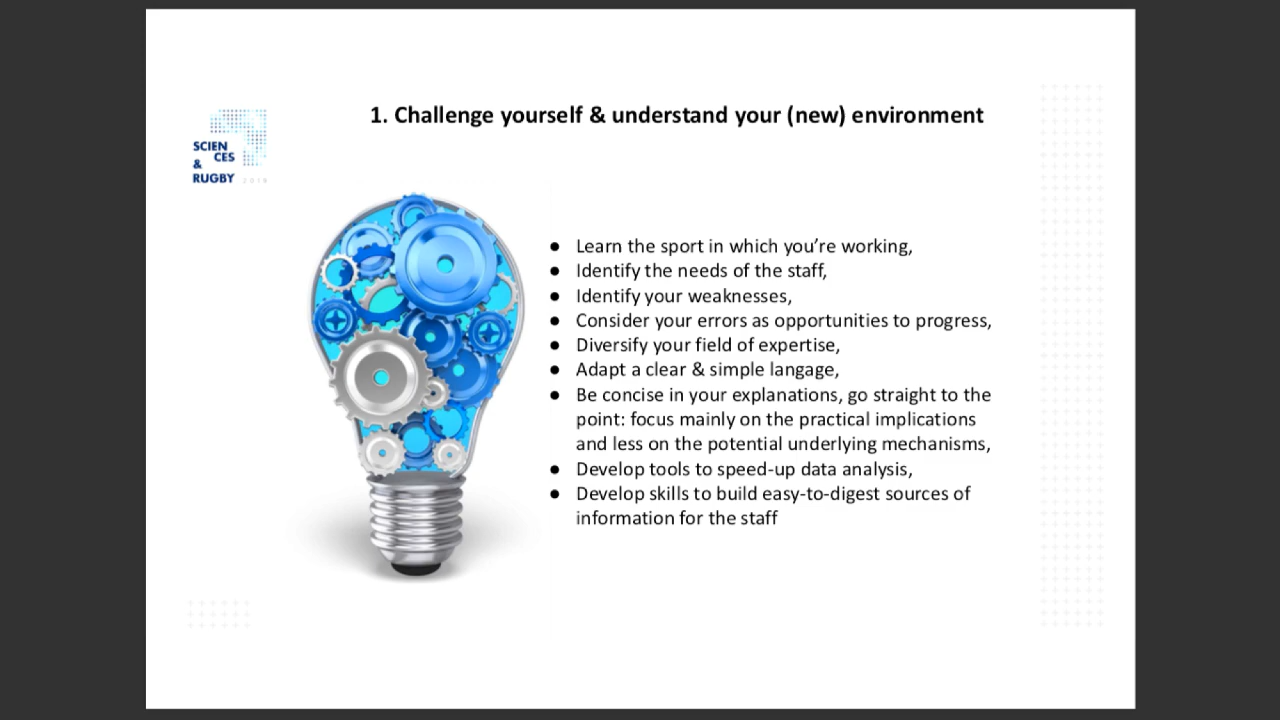 1. Challenge yourself & understand your (new) environment
SCIEN
CES
&
RUGBY 2019
● Learn the sport in which you’re working,
● Identify the needs of the staff,
● Identify your weaknesses,
● Consider your errors as opportunities to progress,
● Diversify your field of expertise,
● Adapt a clear & simple langage,
● Be concise in your explanations, go straight to the
point: focus mainly on the practical implications
and less on the potential underlying mechanisms,
● Develop tools to speed-up data analysis,
● Develop skills to build easy-to-digest sources of
information for the staff